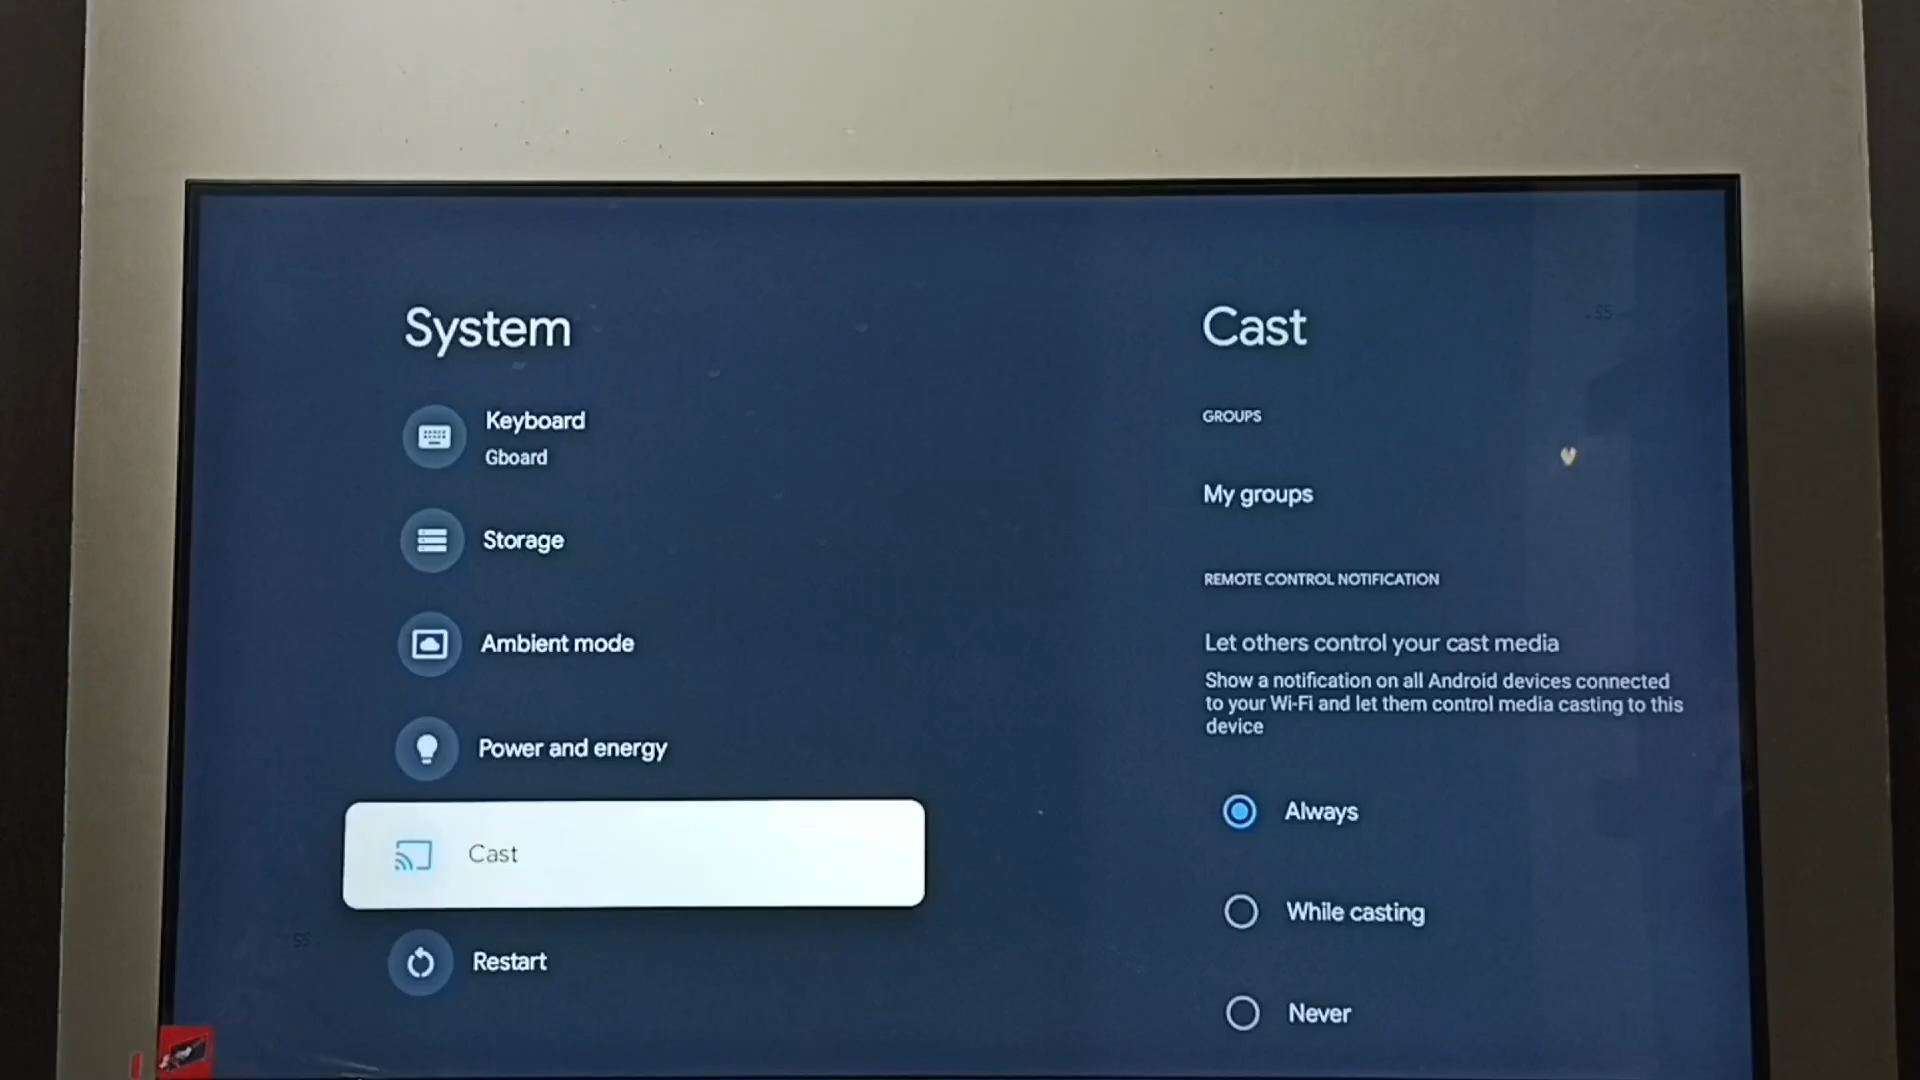 System
Keyboard
Gboard
Storage
Ambient mode
Power and energy
Cast
Restart
Cast
GROUPS
My groups
REMOTE CONTROL NOTIFICATION
Let others control your cast media
Show a notification on all Android devices connected
to your Wi-Fi and let them control media casting to this
device
Always
While casting
Never